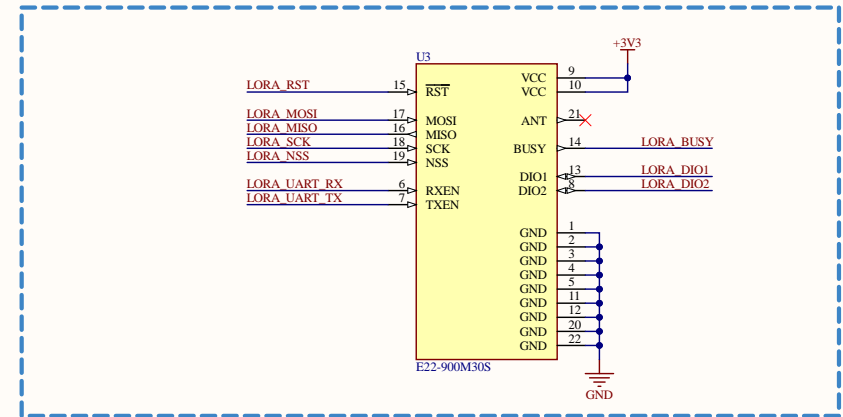 +3V3
U3
VCC 9
LORA_RST 15 RST VCC 10
LORA_MOSI 17 MOSI ANT 21
LORA_MISO 16 MISO
LORA_SCK 18 SCK BUSY 14 LORA_BUSY
LORA_NSS 19 NSS
DIO1 13 LORA_DIO1
LORA_UART_RX 6 RXEN DIO2 8 LORA_DIO2
LORA_UART_TX 7 TXEN
GND 1
GND 2
GND 3
GND 4
GND 5
GND 11
GND 12
GND 20
GND 22
E22-900M30S
GND